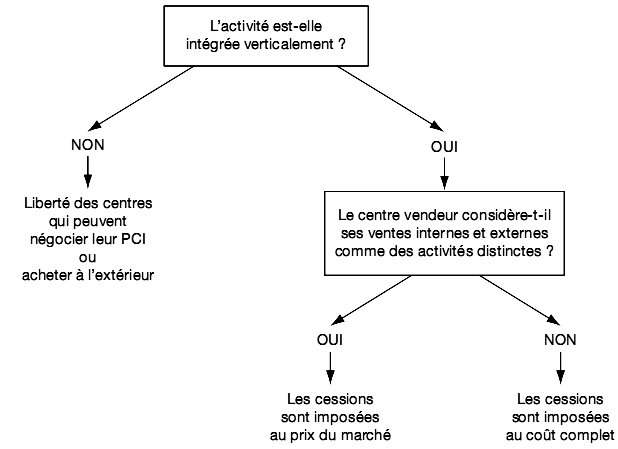 L'activité est-elle
intégrée verticalement ?
NON
OUI
Liberté des centres
qui peuvent
négocier leur PCI
ou
acheter à l'extérieur
Le centre vendeur considère-t-il
ses ventes internes et externes
comme des activités distinctes ?
OUI
NON
Les cessions
sont imposées
au prix du marché
Les cessions
sont imposées
au coût complet